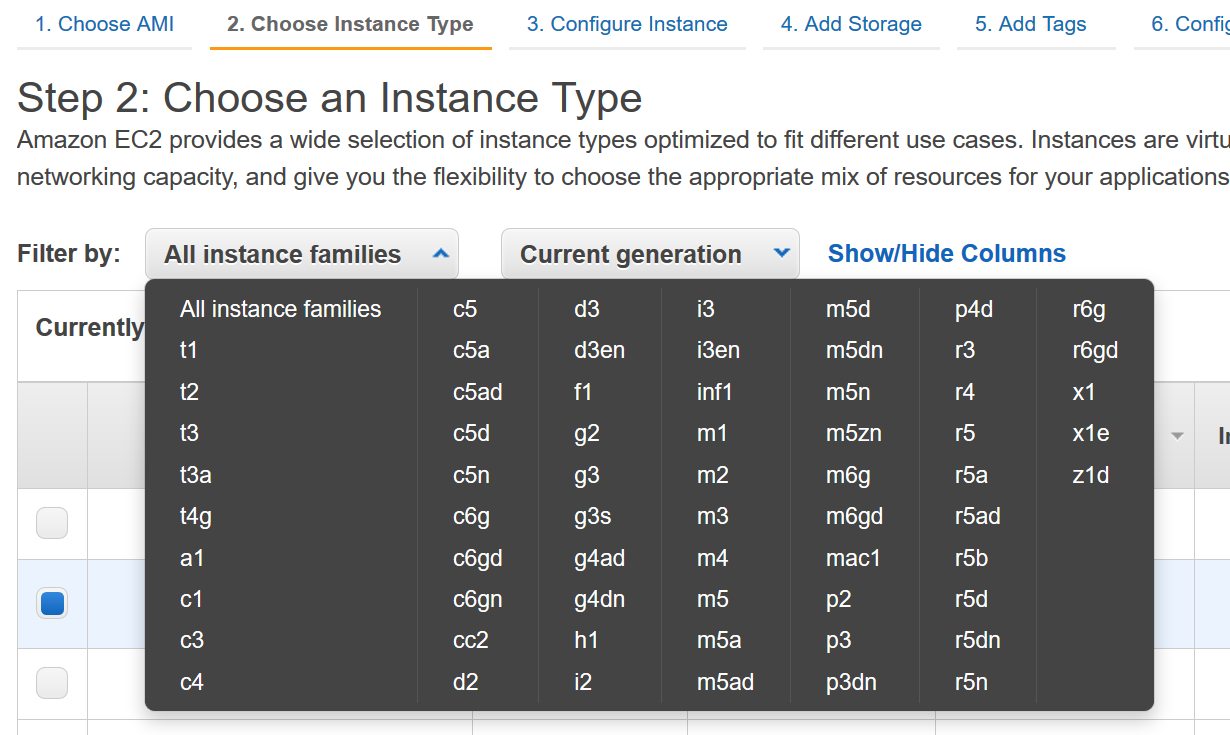 1. Choose AMI
2. Choose Instance Type
3. Configure Instance
4. Add Storage
5. Add Tags
6.
Step 2: Choose an Instance Type
Amazon EC2 provides a wide selection of instance types optimized to fit different use cases. Instances are
networking capacity, and give you the flexibility to choose the appropriate mix of resources for your applications
Filter by:
All instance families
Current generation
Show/Hide Columns
Currently
All instance families
t1
t2
t3
t3a
t4g
a1
c1
c3
c4
c5
c5a
c5ad
c5d
c5n
c6g
c6gd
c6gn
cc2
d2
d3
d3en
f1
g2
g3
g3s
g4ad
g4dn
h1
i2
i3
i3en
inf1
m1
m2
m3
m4
m5
m5a
m5ad
m5d
m5dn
m5n
m5zn
m6g
m6gd
mac1
p2
p3
p3dn
p4d
r3
r4
r5
r5a
r5ad
r5b
r5d
r5dn
r5n
r6g
r6gd
x1
x1e
z1d